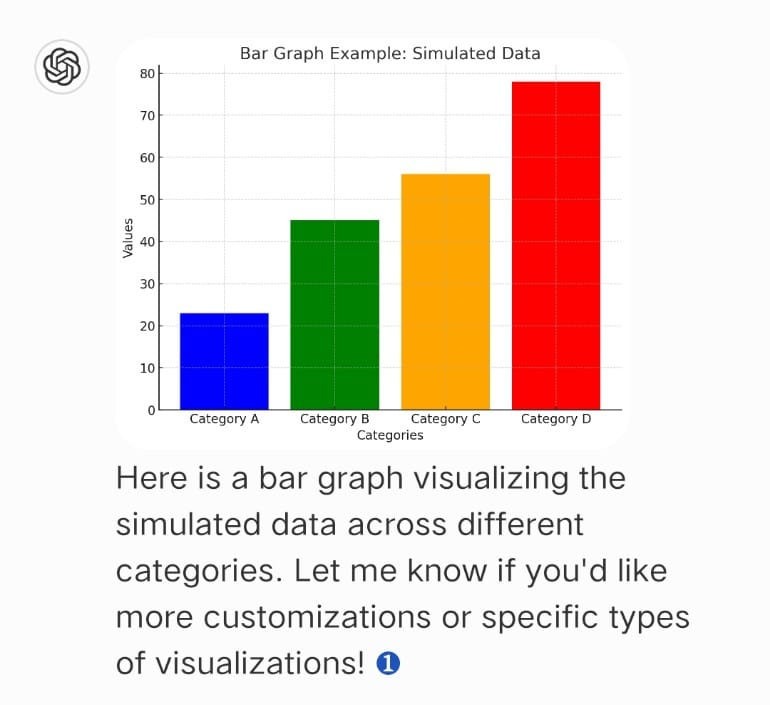 Bar Graph Example: Simulated Data
80
70
60
50
40
30
20
10
0
Values
Category A Category B Category C Category D
Categories
Here is a bar graph visualizing the
simulated data across different
categories. Let me know if you'd like
more customizations or specific types
of visualizations! ❶